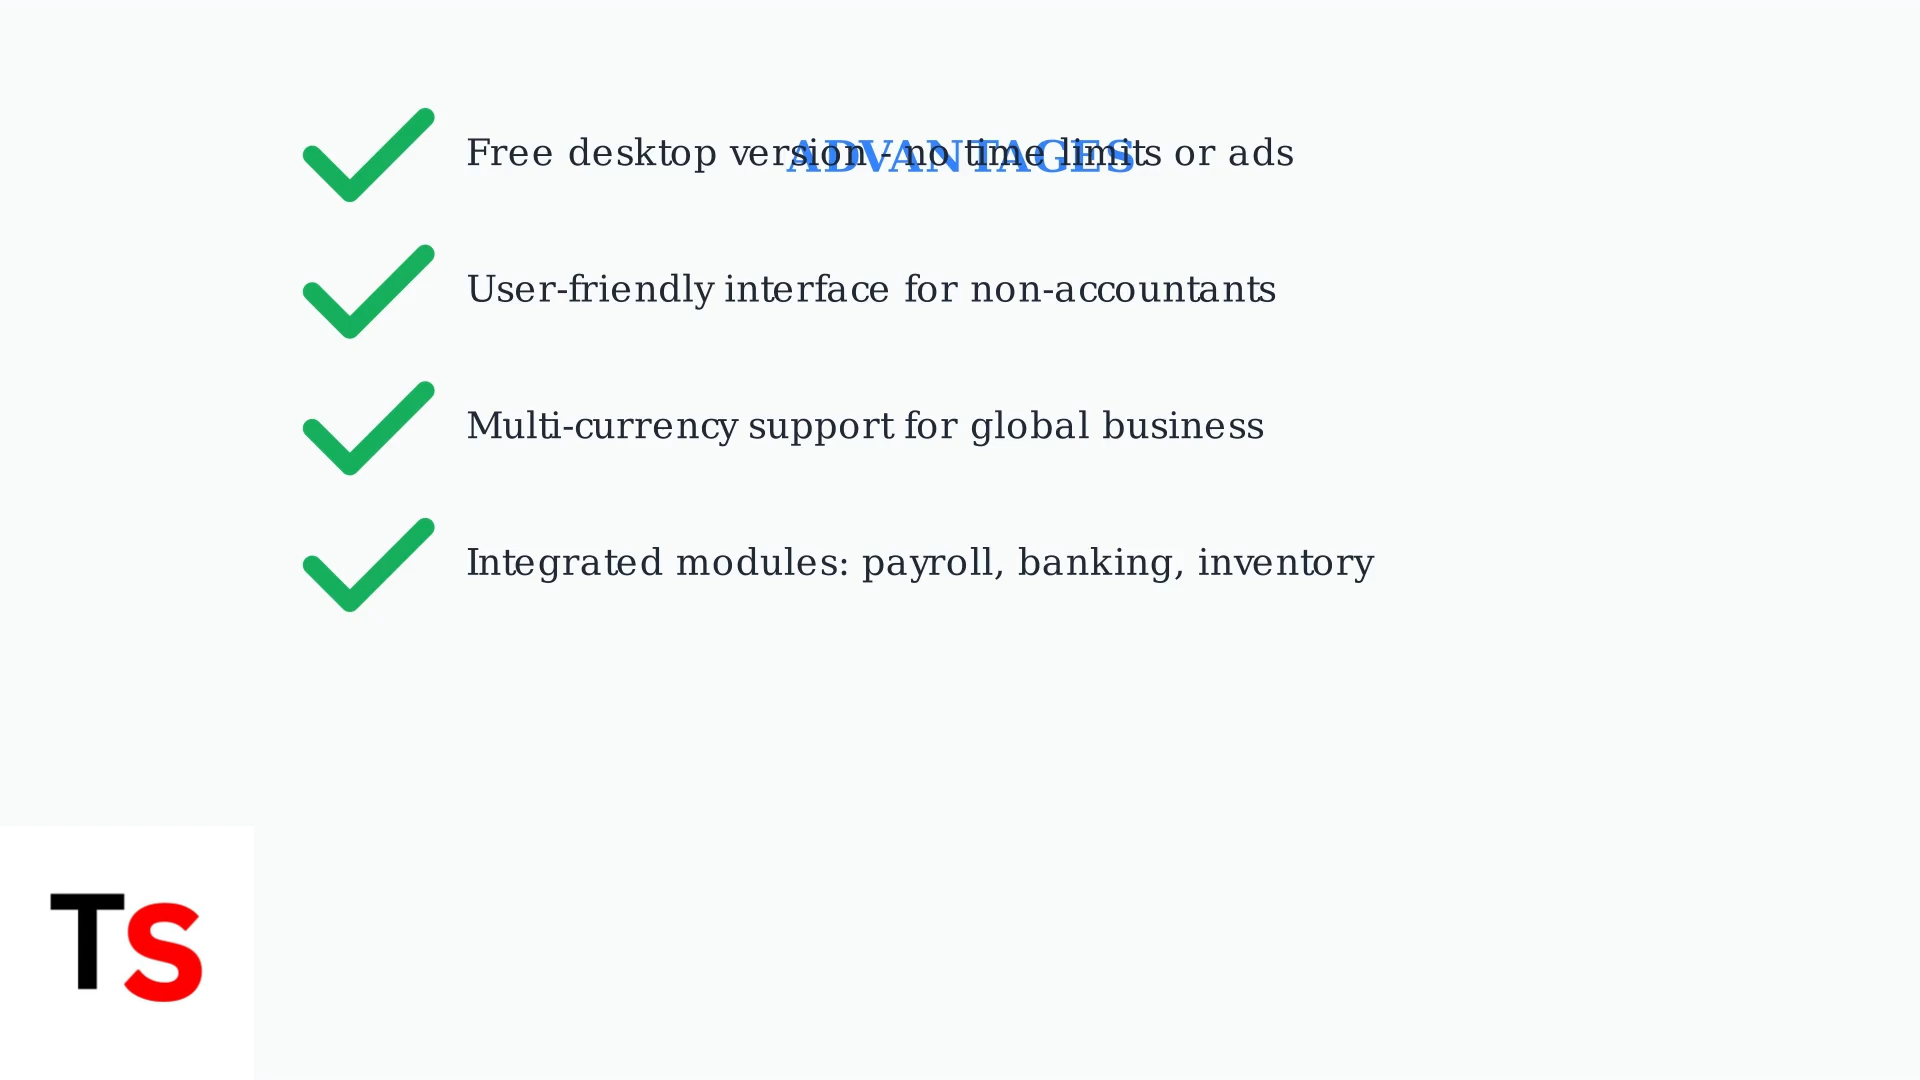 ADVANTAGES
Free desktop version - no time limits or ads
User-friendly interface for non-accountants
Multi-currency support for global business
Integrated modules: payroll, banking, inventory
TS